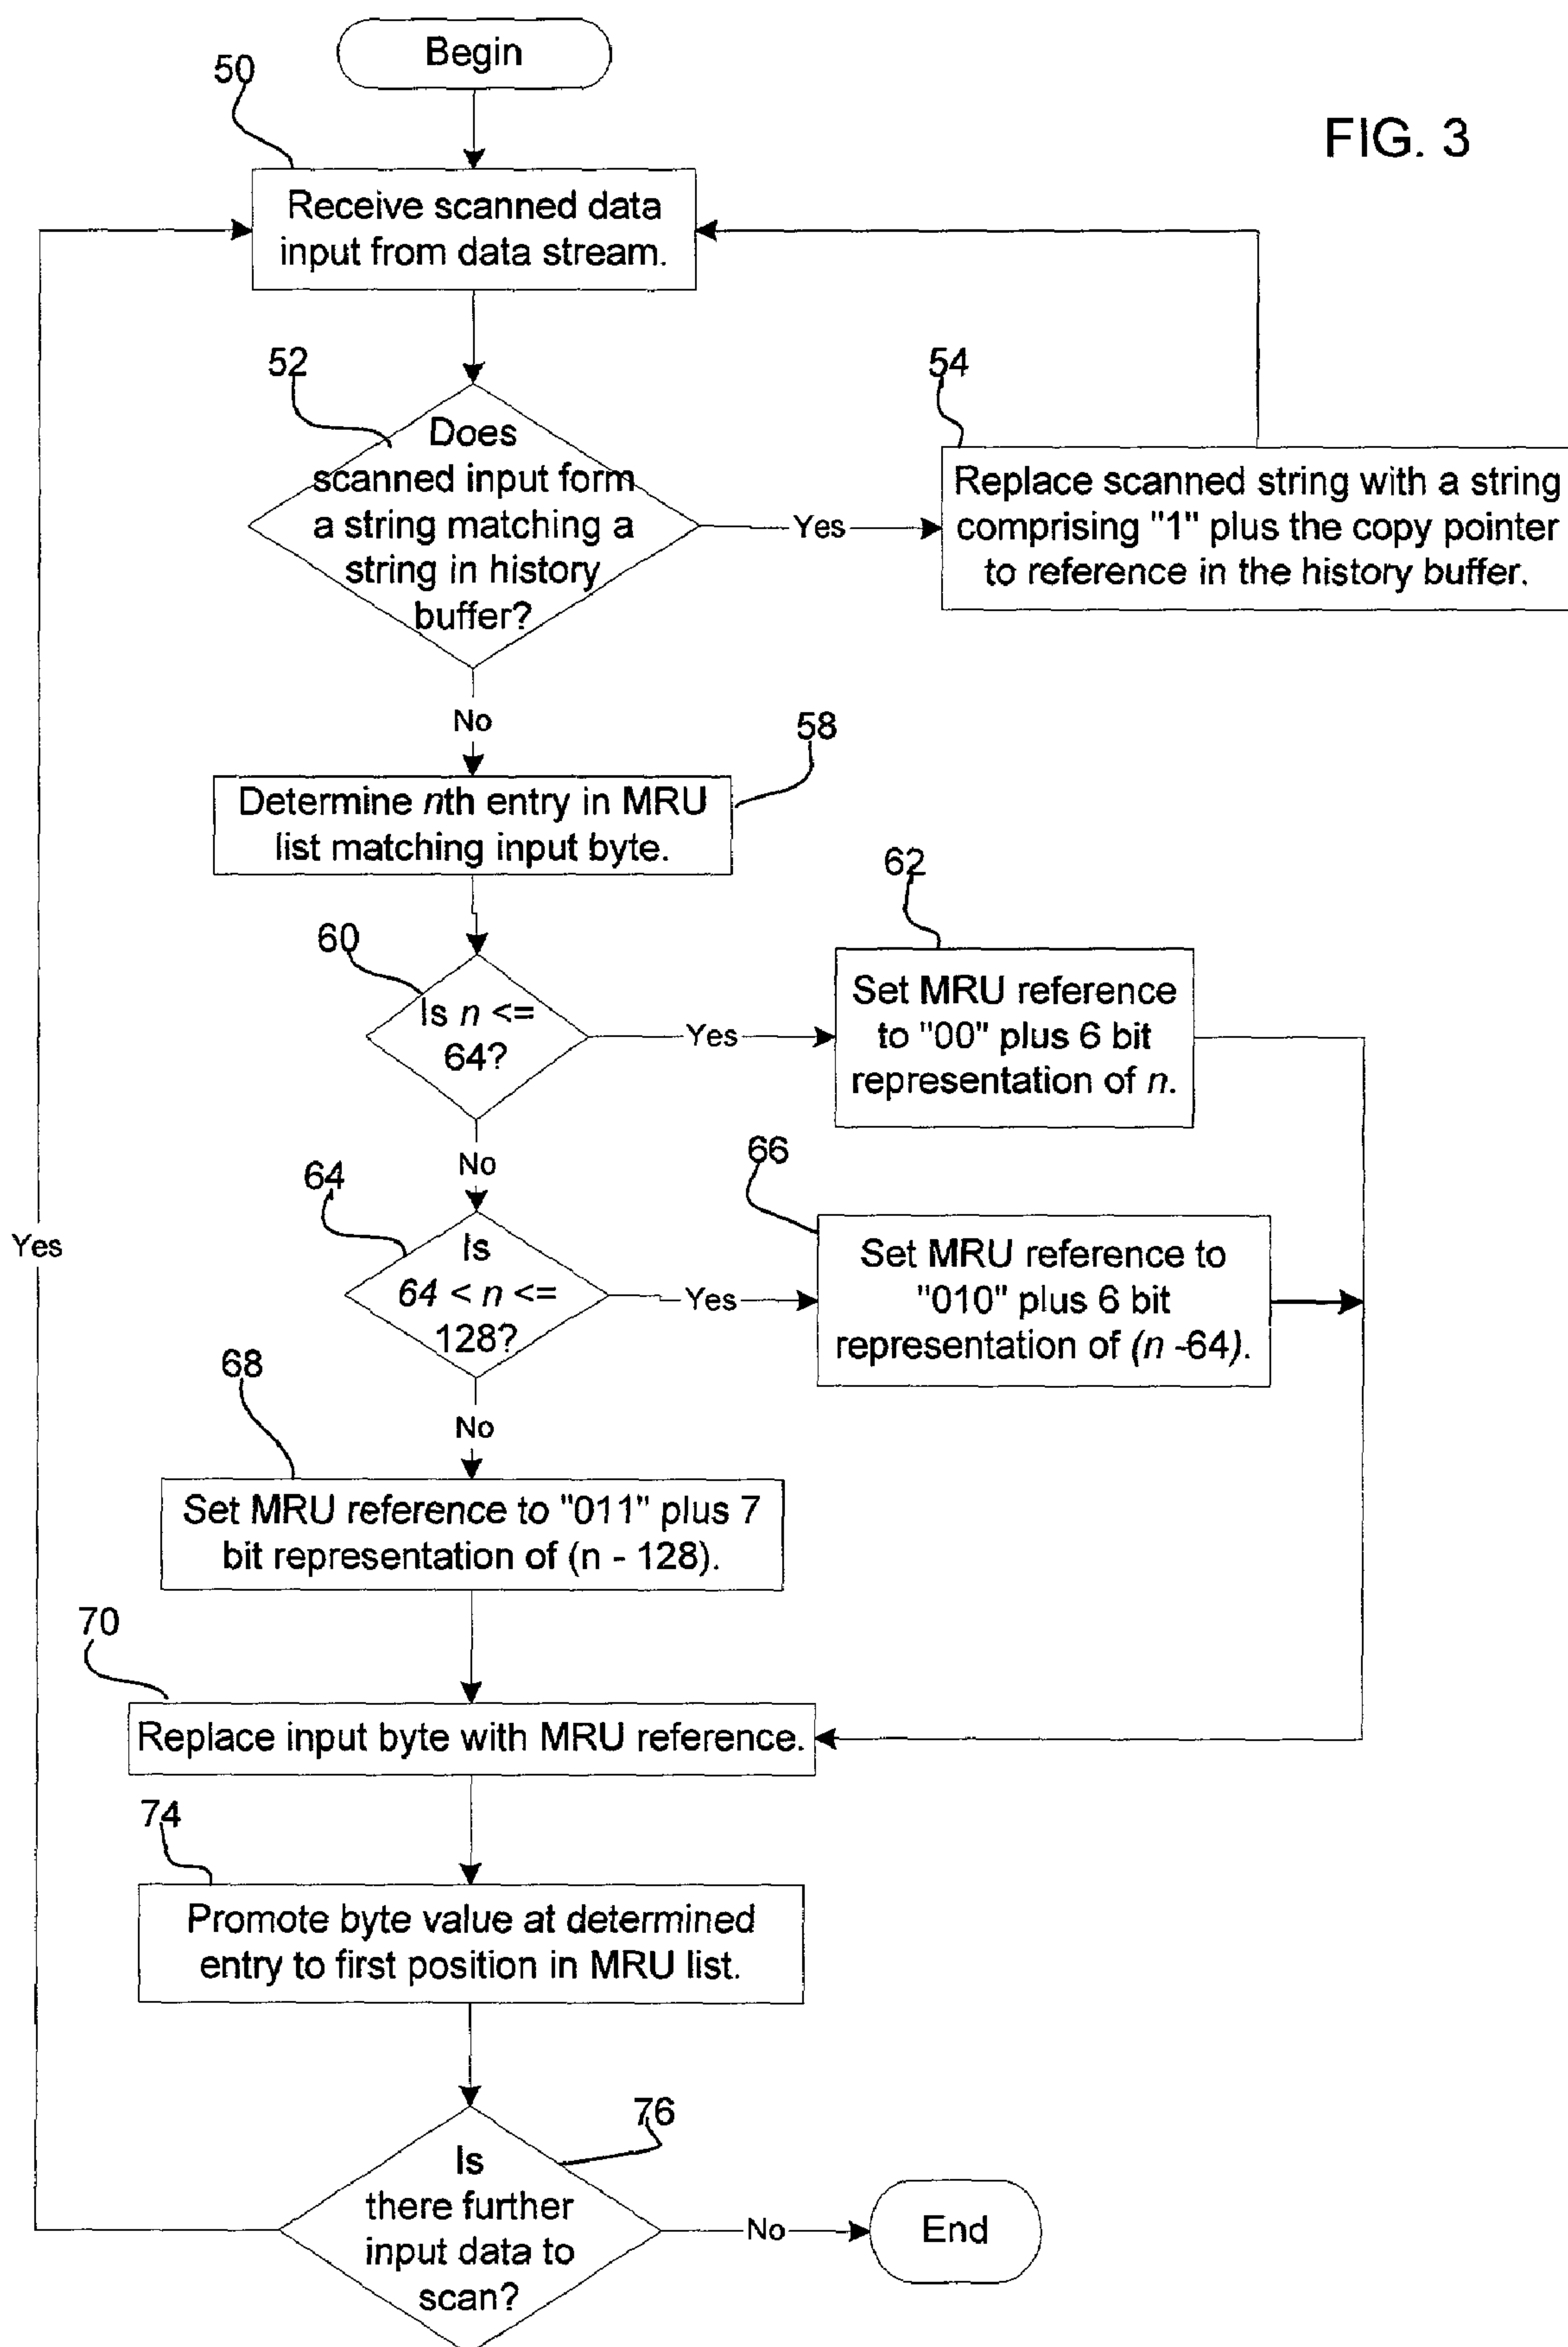 Begin
50
FIG. 3
Receive scanned data
input from data stream.
52
Does
scanned input form
a string matching a
string in history
buffer?
Yes
54
Replace scanned string with a string
comprising "1" plus the copy pointer
to reference in the history buffer.
No
58
Determine nth entry in MRU
list matching input byte.
60
Is n <=
64?
Yes
62
Set MRU reference
to "00" plus 6 bit
representation of n.
No
64
Is
64 < n <=
128?
Yes
66
Set MRU reference to
"010" plus 6 bit
representation of (n -64).
Yes
No
68
Set MRU reference to "011" plus 7
bit representation of (n - 128).
70
Replace input byte with MRU reference.
74
Promote byte value at determined
entry to first position in MRU list.
76
Is
there further
input data to
scan?
No
End